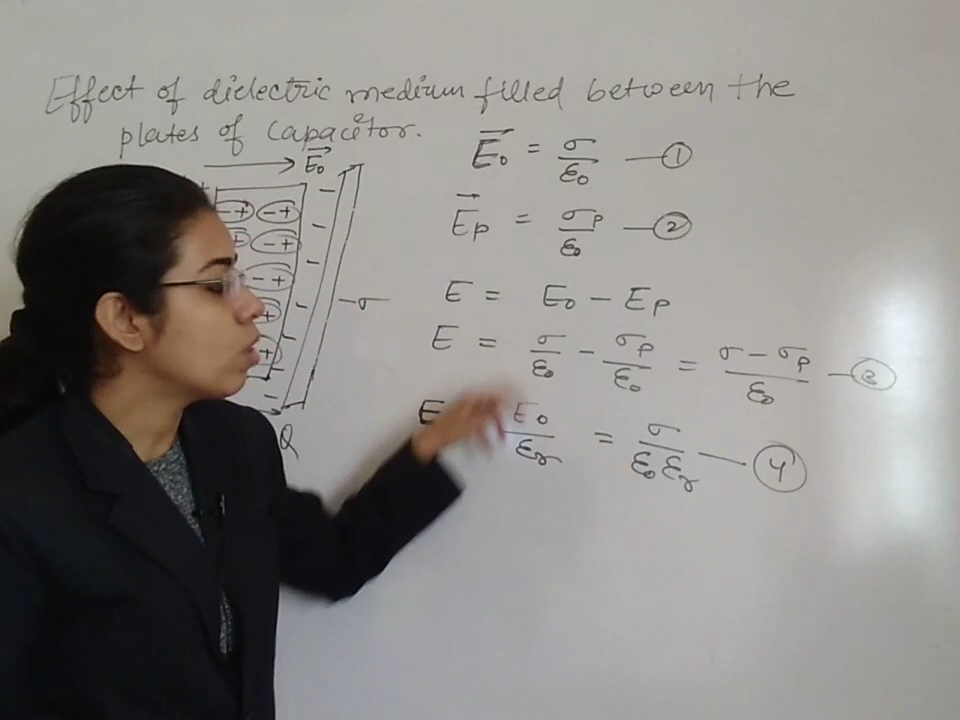 Effect of dielectric medium filled between the
plates of capacitor.
E₀ = σ/ε₀ —①
Eₚ = σₚ/ε₀ —②
E = E₀ − Eₚ
E = σ/ε₀ − σₚ/ε₀ = (σ − σₚ)/ε₀ —③
E E₀/εᵣ = σ/ε₀εᵣ —④
E₀
+
−+ −+
−+
−+
−σ
Q